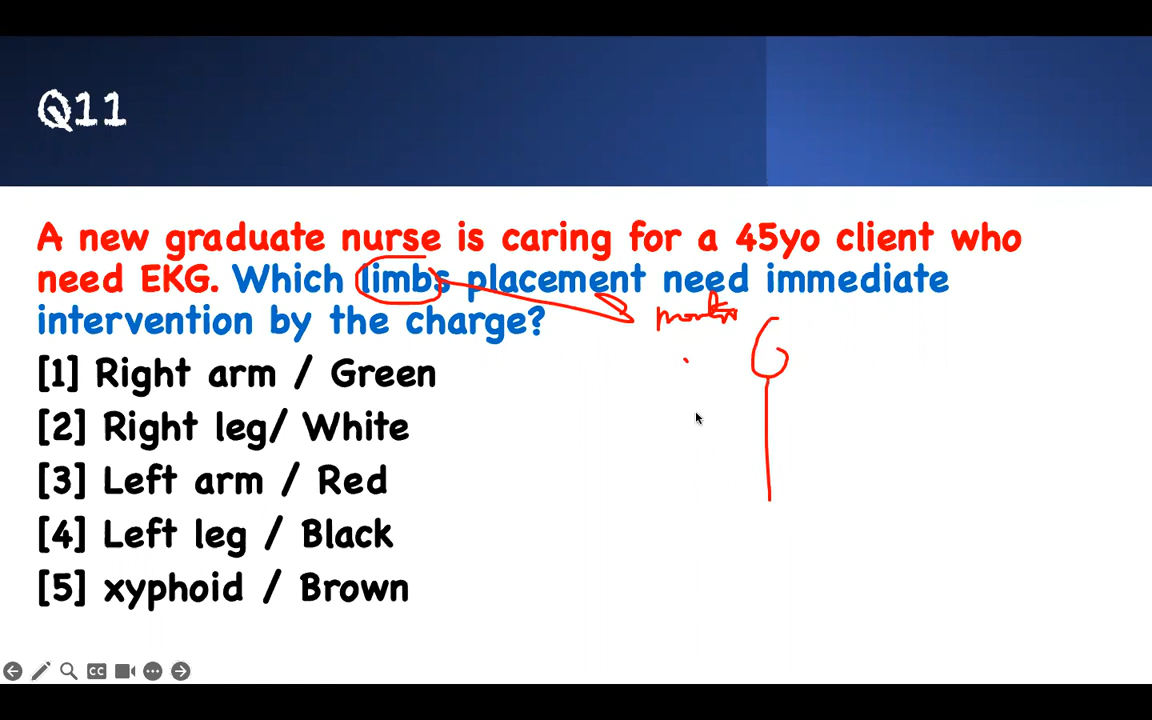 Q11
A new graduate nurse is caring for a 45yo client who
need EKG. Which limbs placement need immediate
intervention by the charge?
[1] Right arm / Green
[2] Right leg/ White
[3] Left arm / Red
[4] Left leg / Black
[5] xyphoid / Brown
CC